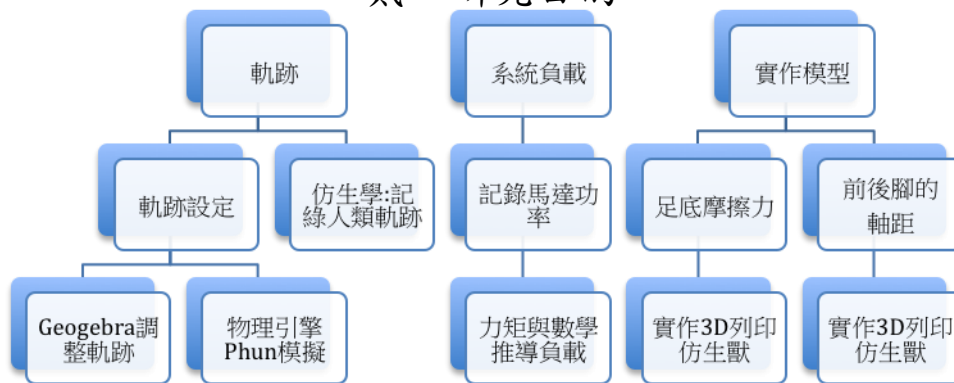 軌跡
系統負載
實作模型
軌跡設定
仿生學:記
綠人類軌跡
記錄馬達功
率
足底摩擦力
前後腳的
軸距
Geogebra調
整軌跡
物理引擎
Phun模擬
力矩與數學
推導負載
實作3D列印
仿生獸
實作3D列印
仿生獸